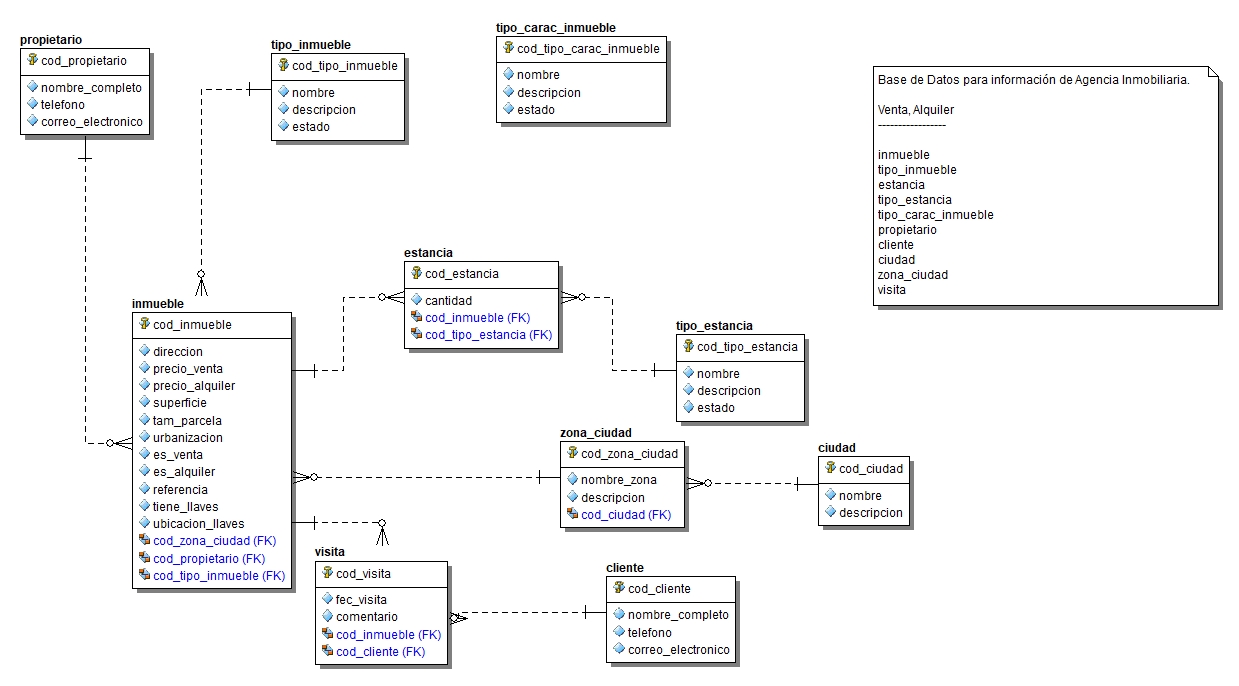 propietario
cod_propietario
nombre_completo
telefono
correo_electronico
tipo_inmueble
cod_tipo_inmueble
nombre
descripcion
estado
tipo_carac_inmueble
cod_tipo_carac_inmueble
nombre
descripcion
estado
Base de Datos para información de Agencia Inmobiliaria.
Venta, Alquiler
-----------------
inmueble
tipo_inmueble
estancia
tipo_estancia
tipo_carac_inmueble
propietario
cliente
ciudad
zona_ciudad
visita
estancia
cod_estancia
cantidad
cod_inmueble (FK)
cod_tipo_estancia (FK)
inmueble
cod_inmueble
direccion
precio_venta
precio_alquiler
superficie
tam_parcela
urbanizacion
es_venta
es_alquiler
referencia
tiene_llaves
ubicacion_llaves
cod_zona_ciudad (FK)
cod_propietario (FK)
cod_tipo_inmueble (FK)
tipo_estancia
cod_tipo_estancia
nombre
descripcion
estado
zona_ciudad
cod_zona_ciudad
nombre_zona
descripcion
cod_ciudad (FK)
ciudad
cod_ciudad
nombre
descripcion
visita
cod_visita
fec_visita
comentario
cod_inmueble (FK)
cod_cliente (FK)
cliente
cod_cliente
nombre_completo
telefono
correo_electronico